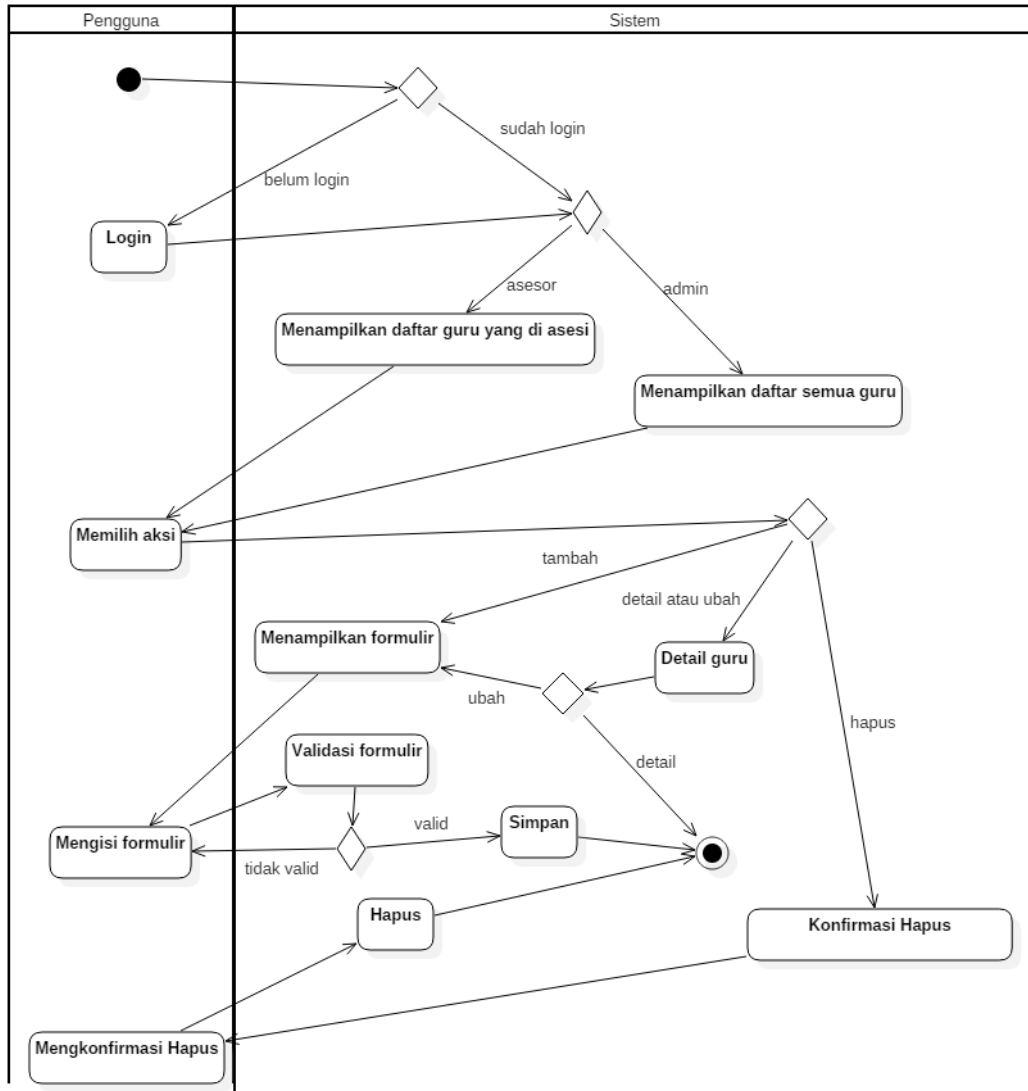 Pengguna
Sistem
sudah login
belum login
Login
asesor
admin
Menampilkan daftar guru yang di asesi
Menampilkan daftar semua guru
Memilih aksi
tambah
detail atau ubah
Menampilkan formulir
Detail guru
ubah
hapus
Validasi formulir
detail
Mengisi formulir
valid
Simpan
tidak valid
Hapus
Konfirmasi Hapus
Mengkonfirmasi Hapus